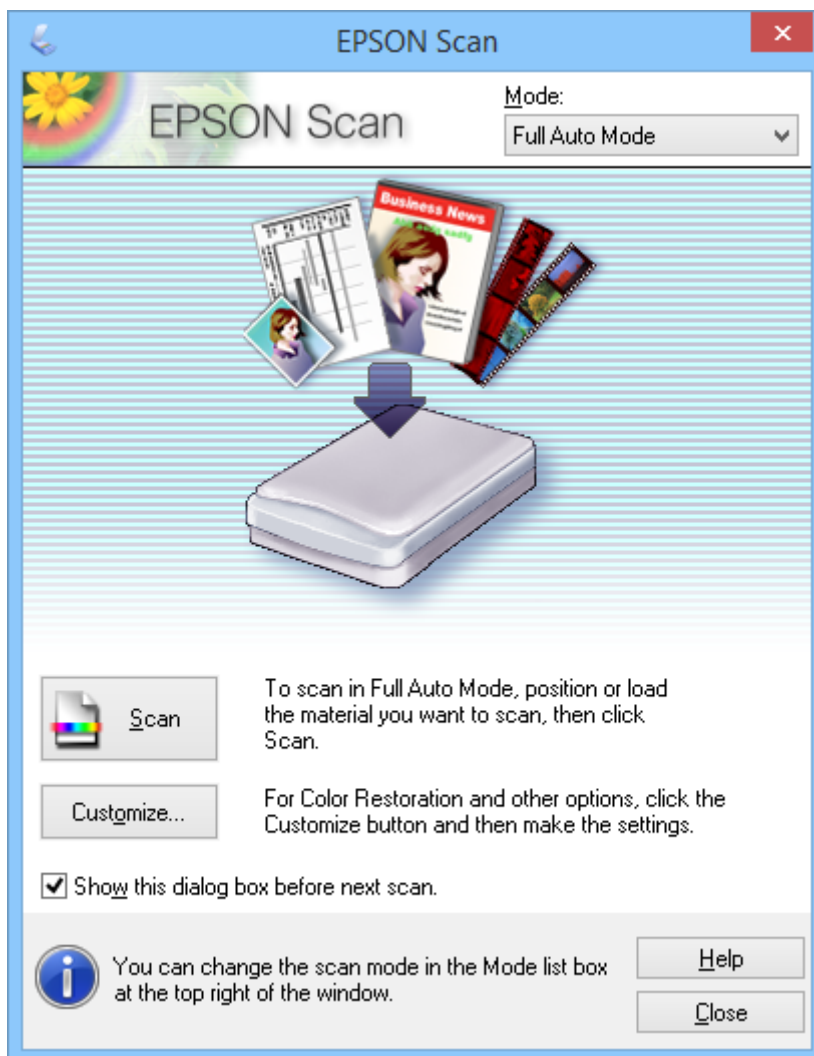 EPSON Scan
EPSON Scan
Mode:
Full Auto Mode
Business News
Scan
To scan in Full Auto Mode, position or load
the material you want to scan, then click
Scan.
Customize...
For Color Restoration and other options, click the
Customize button and then make the settings.
Show this dialog box before next scan.
You can change the scan mode in the Mode list box
at the top right of the window.
Help
Close